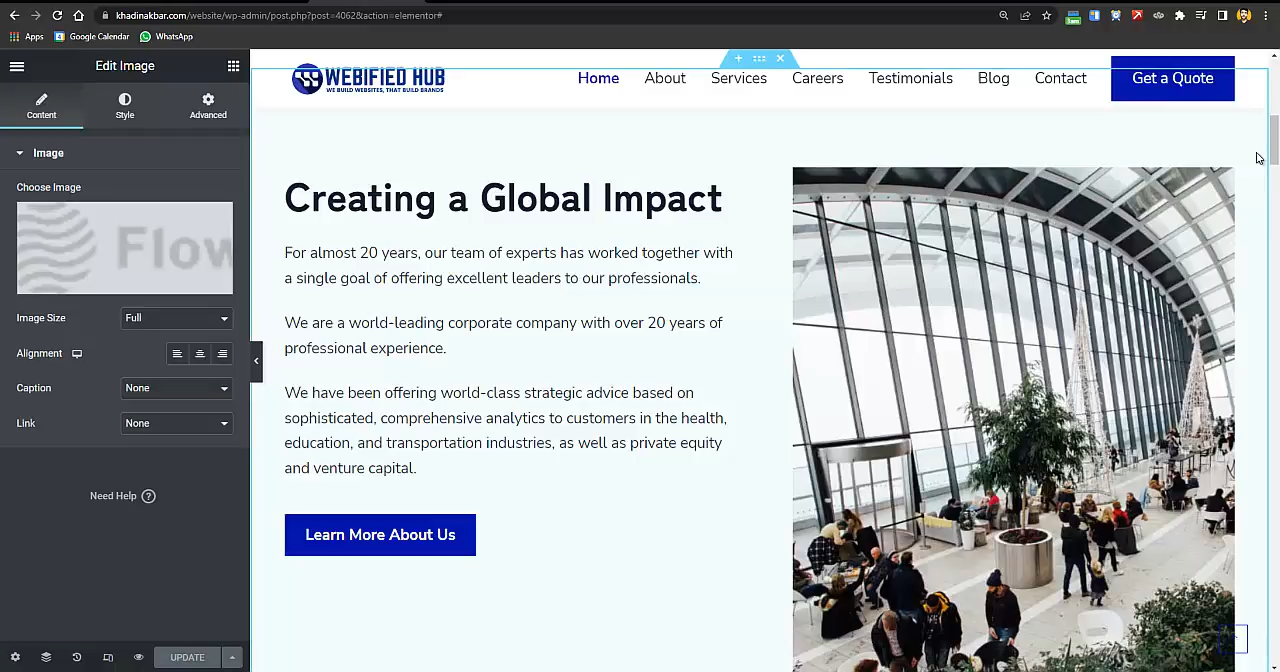 khadinakbar.com/website/wp-admin/post.php?post=4062&action=elementor#
Apps
Google Calendar
WhatsApp
Edit Image
Content
Style
Advanced
Image
Choose Image
Flow
Image Size
Full
Alignment
Caption
None
Link
None
Need Help
UPDATE
WEBIFIED HUB
WE BUILD WEBSITES, THAT BUILD BRANDS
Home
About
Services
Careers
Testimonials
Blog
Contact
Get a Quote
Creating a Global Impact
For almost 20 years, our team of experts has worked together with
a single goal of offering excellent leaders to our professionals.
We are a world-leading corporate company with over 20 years of
professional experience.
We have been offering world-class strategic advice based on
sophisticated, comprehensive analytics to customers in the health,
education, and transportation industries, as well as private equity
and venture capital.
Learn More About Us